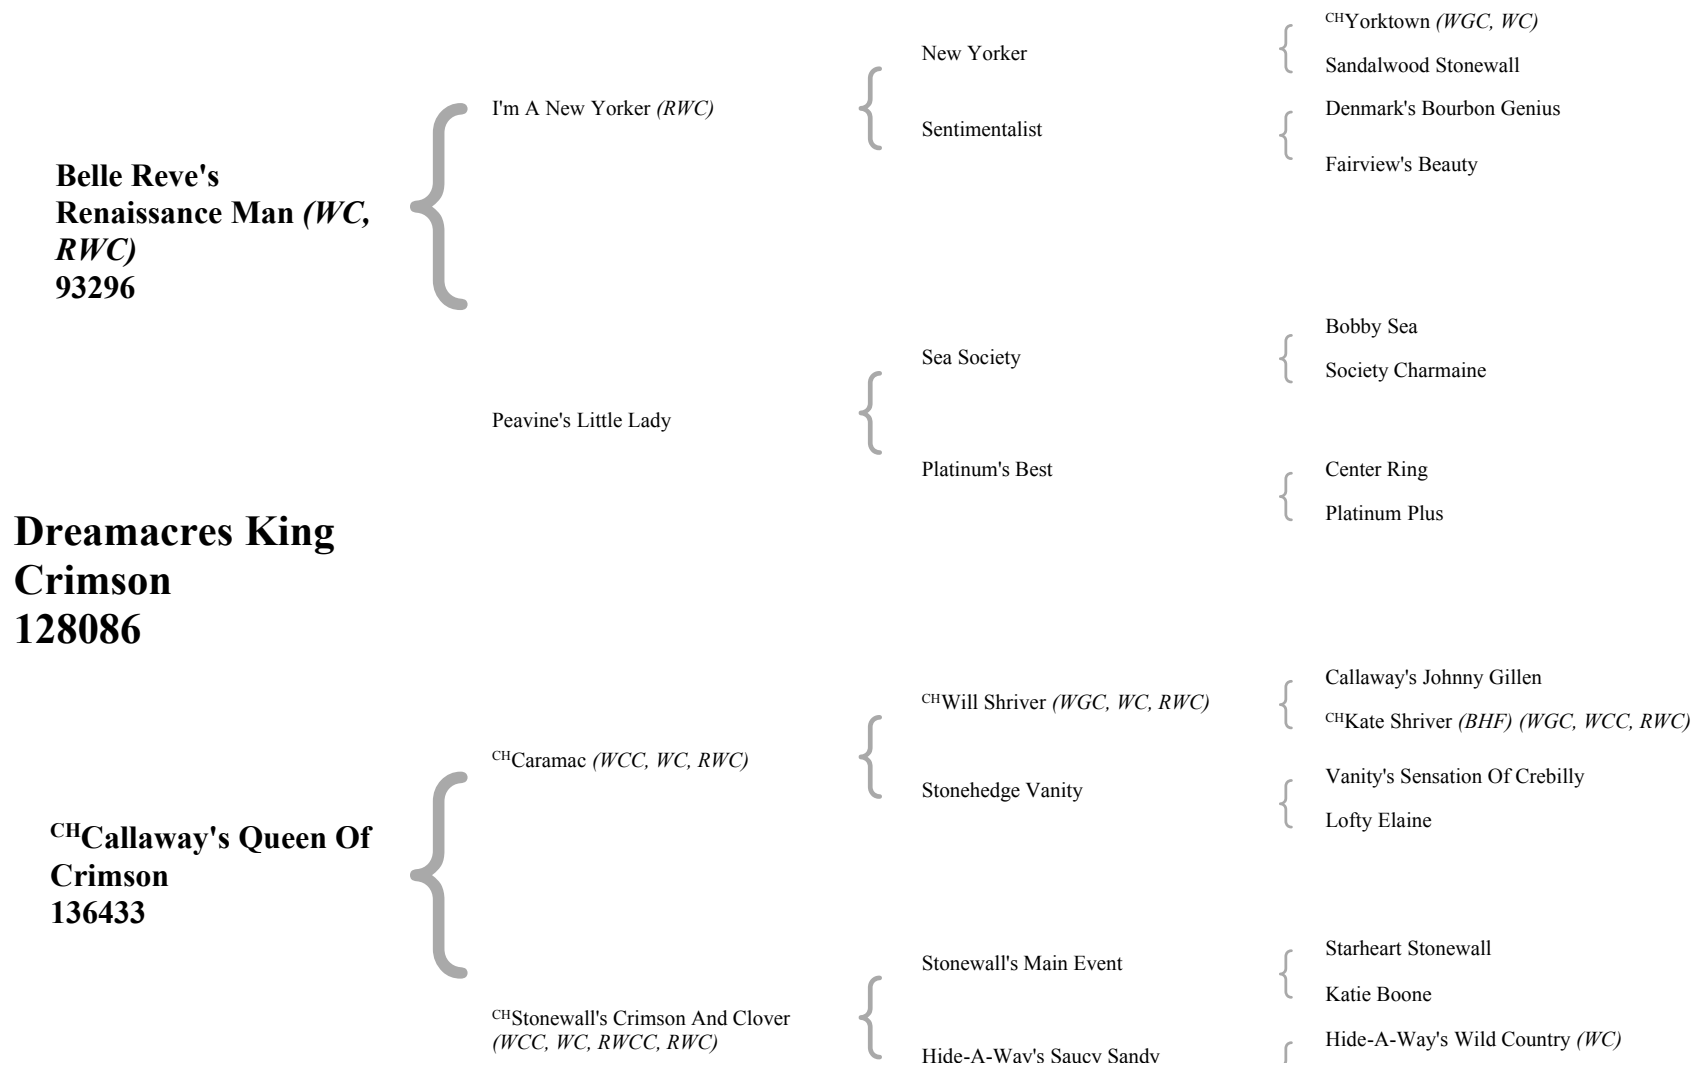 CHYorktown (WGC, WC)
New Yorker
Sandalwood Stonewall
I'm A New Yorker (RWC)
Denmark's Bourbon Genius
Sentimentalist
Fairview's Beauty
Belle Reve's
Renaissance Man (WC,
RWC)
93296
Bobby Sea
Sea Society
Society Charmaine
Peavine's Little Lady
Platinum's Best
Center Ring
Platinum Plus
Dreamacres King
Crimson
128086
Callaway's Johnny Gillen
CHWill Shriver (WGC, WC, RWC)
CHKate Shriver (BHF) (WGC, WCC, RWC)
CHCaramac (WCC, WC, RWC)
Vanity's Sensation Of Crebilly
Stonehedge Vanity
Lofty Elaine
CHCallaway's Queen Of
Crimson
136433
Starheart Stonewall
Stonewall's Main Event
Katie Boone
CHStonewall's Crimson And Clover
(WCC, WC, RWCC, RWC)
Hide-A-Way's Wild Country (WC)
Hide-A-Way's Saucy Sandy